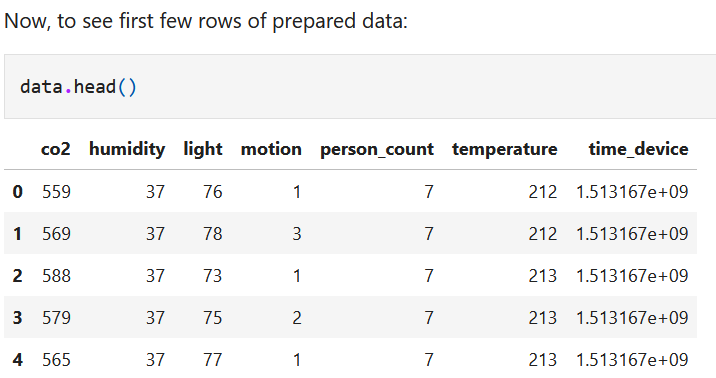 Now, to see first few rows of prepared data:
data.head()
co2 humidity light motion person_count temperature time_device
0 559 37 76 1 7 212 1.513167e+09
1 569 37 78 3 7 212 1.513167e+09
2 588 37 73 1 7 213 1.513167e+09
3 579 37 75 2 7 213 1.513167e+09
4 565 37 77 1 7 213 1.513167e+09